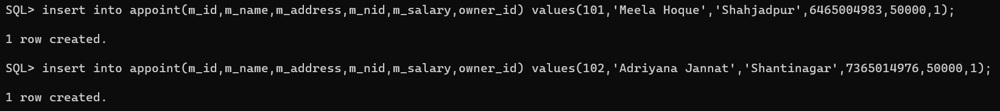 SQL> insert into appoint(m_id,m_name,m_address,m_nid,m_salary,owner_id) values(101,'Meela Hoque','Shahjadpur',6465004983,50000,1);
1 row created.
SQL> insert into appoint(m_id,m_name,m_address,m_nid,m_salary,owner_id) values(102,'Adriyana Jannat','Shantinagar',7365014976,50000,1);
1 row created.